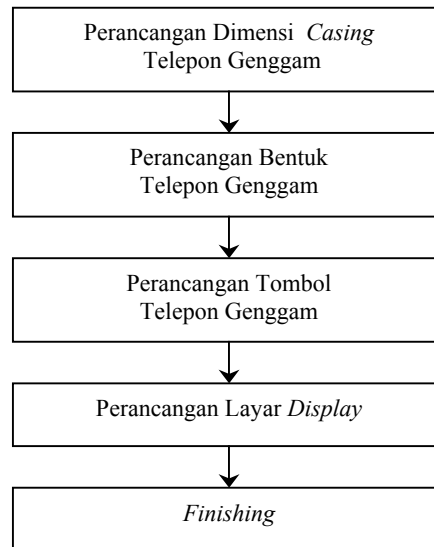 Perancangan Dimensi Casing
Telepon Genggam
Perancangan Bentuk
Telepon Genggam
Perancangan Tombol
Telepon Genggam
Perancangan Layar Display
Finishing